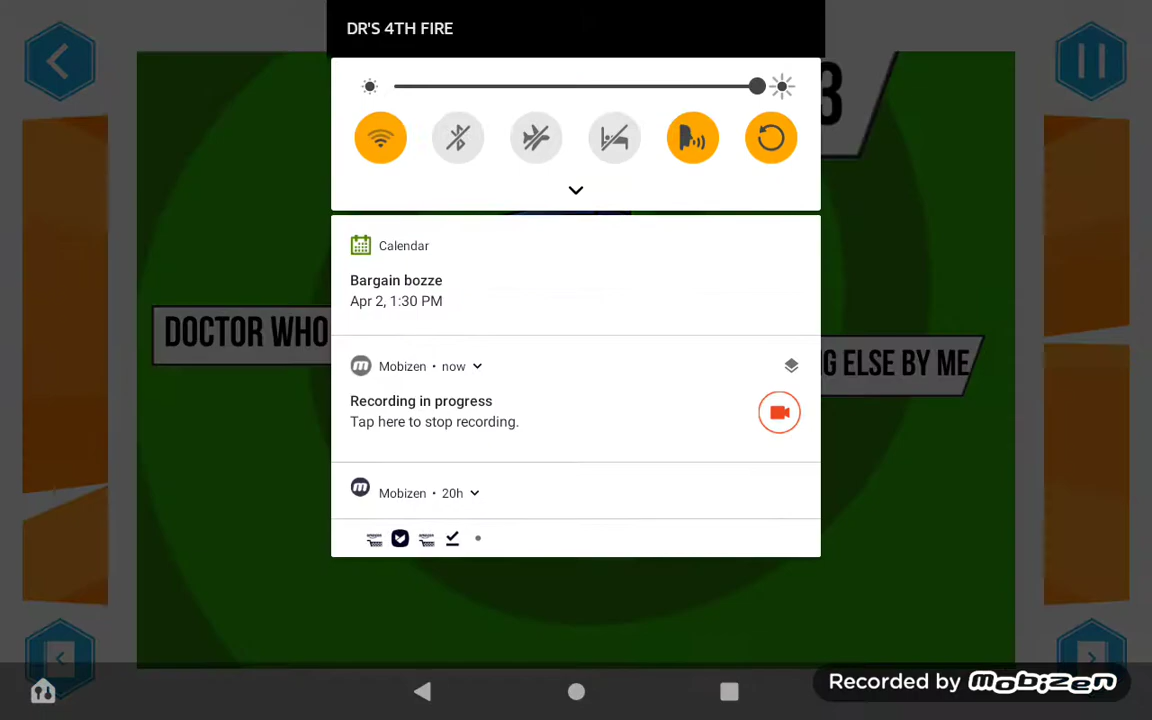 DR'S 4TH FIRE
3
Calendar
Bargain bozze
Apr 2, 1:30 PM
DOCTOR WHO
G ELSE BY ME
Mobizen • now
Recording in progress
Tap here to stop recording.
Mobizen • 20h
Recorded by mobizen